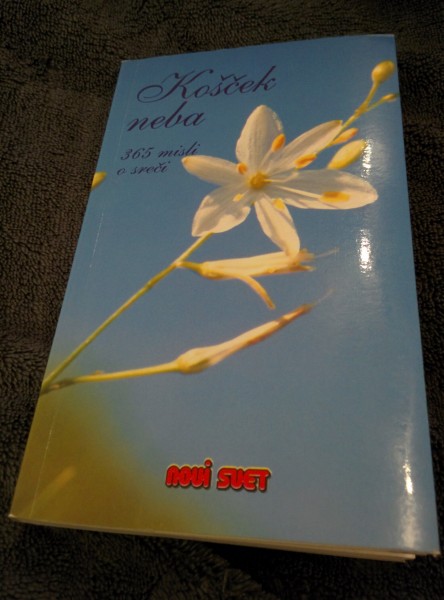 Košček
neba
365 misli
o sreči
NOVI SVET